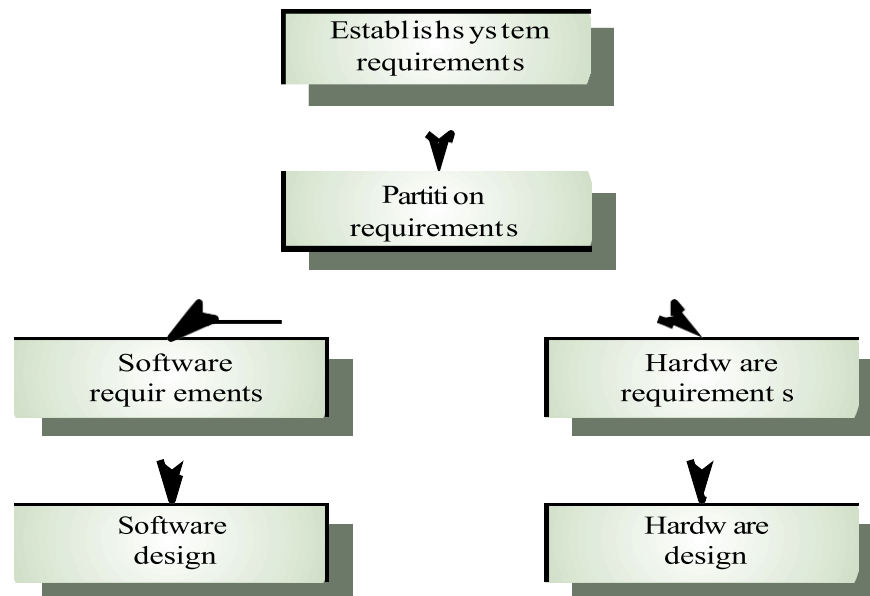 Establishs ystem
requirements
Partiti on
requirements
Software
requir ements
Hardw are
requirement s
Software
design
Hardw are
design